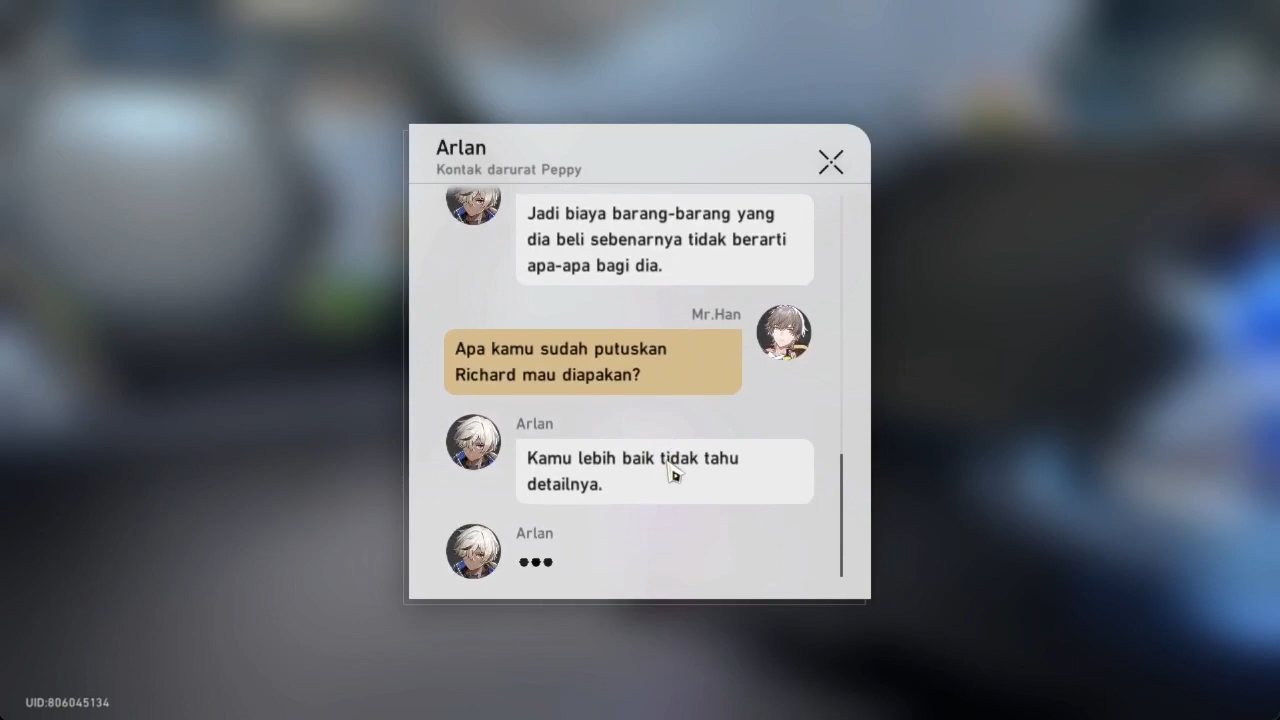 Arlan
Kontak darurat Peppy
Jadi biaya barang-barang yang
dia beli sebenarnya tidak berarti
apa-apa bagi dia.
Mr.Han
Apa kamu sudah putuskan
Richard mau diapakan?
Arlan
Kamu lebih baik tidak tahu
detailnya.
Arlan
UID:806045134